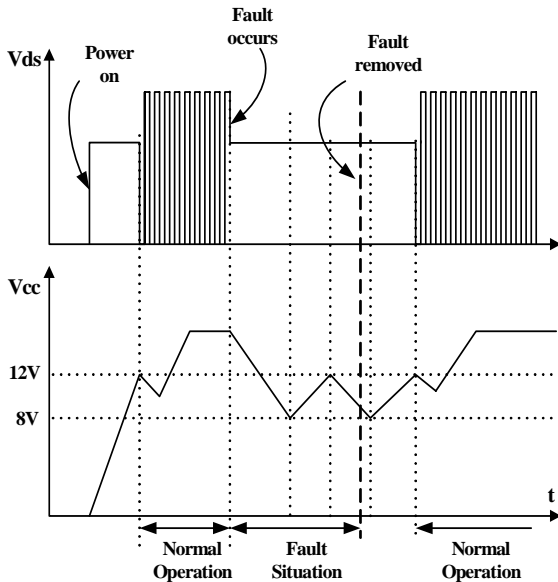 Vds
Power
on
Fault
occurs
Fault
removed
Vcc
12V
8V
t
Normal
Operation
Fault
Situation
Normal
Operation